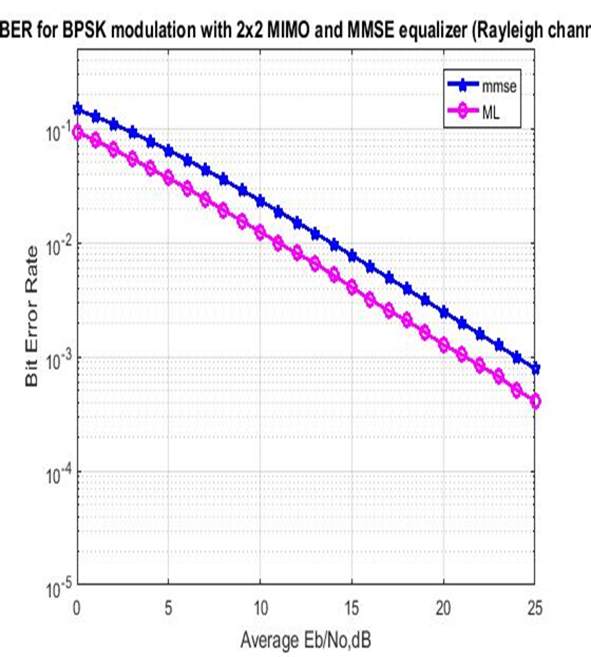 BER for BPSK modulation with 2x2 MIMO and MMSE equalizer (Rayleigh chann
mmse
ML
10-1
10-2
10-3
10-4
10-5
Bit Error Rate
0 5 10 15 20 25
Average Eb/No,dB